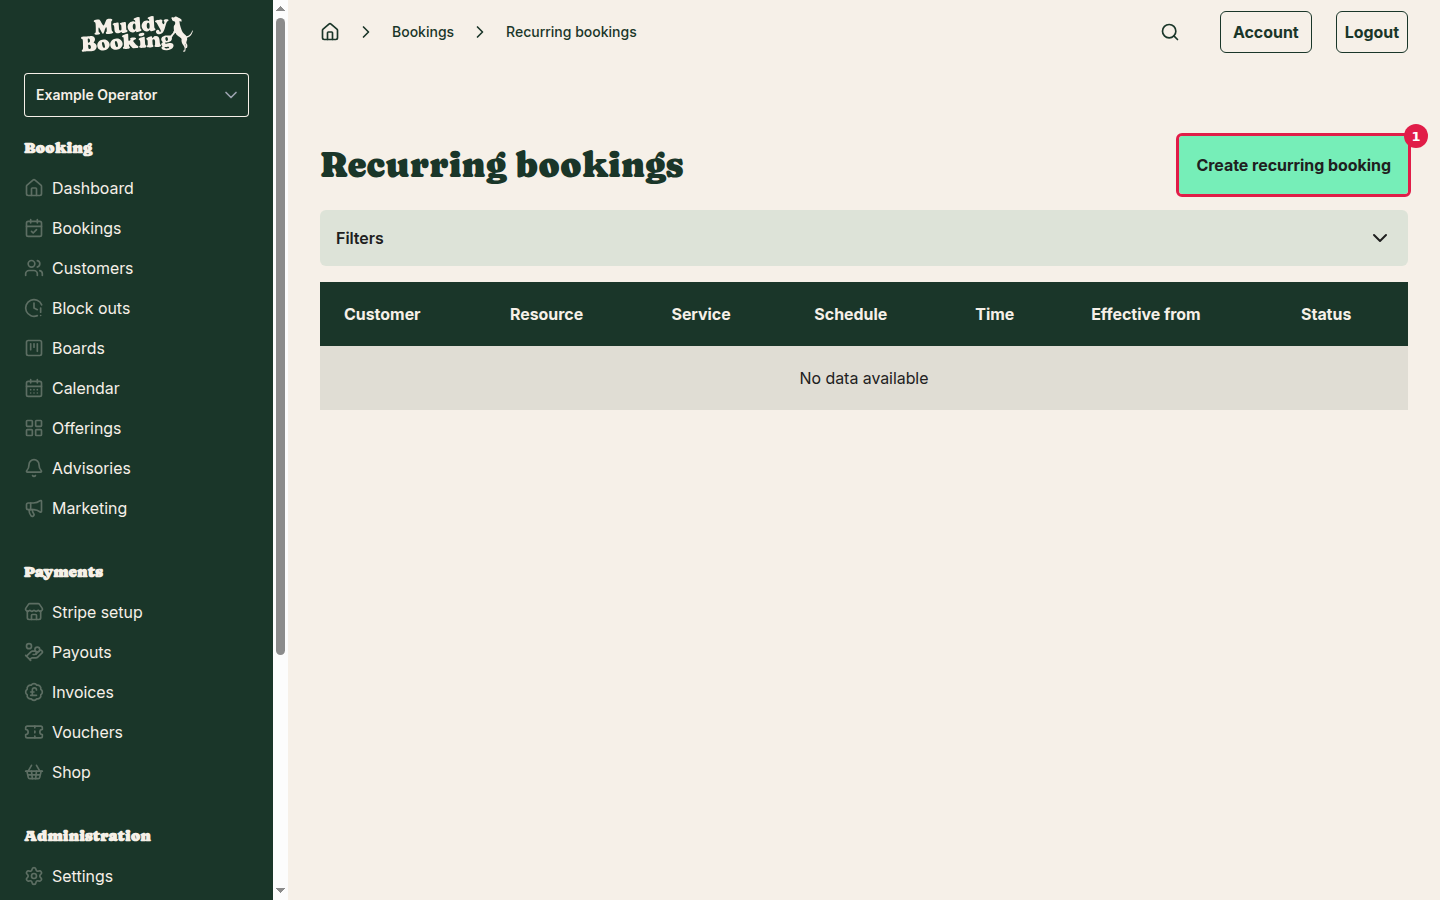 Muddy
Booking
Example Operator
Booking
Dashboard
Bookings
Customers
Block outs
Boards
Calendar
Offerings
Advisories
Marketing
Payments
Stripe setup
Payouts
Invoices
Vouchers
Shop
Administration
Settings
Bookings
Recurring bookings
Account
Logout
Recurring bookings
1
Create recurring booking
Filters
Customer Resource Service Schedule Time Effective from Status
No data available